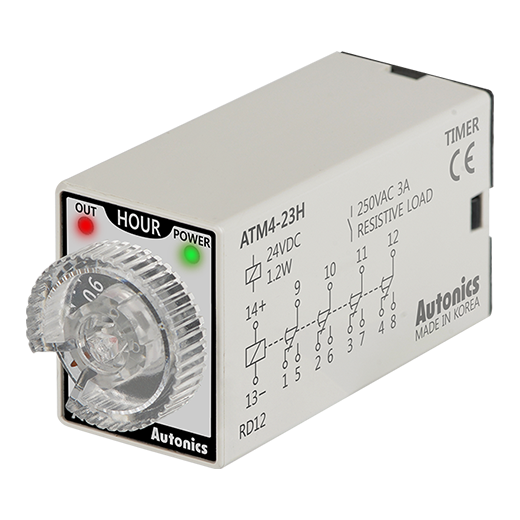 OUT
HOUR
POWER
Autonics
ATM4-23H
24VDC
1.2W
250VAC 3A
RESISTIVE LOAD
TIMER
CE
14+
9
10
11
12
13−
1 5 2 6 3 7 4 8
RD12
Autonics
MADE IN KOREA